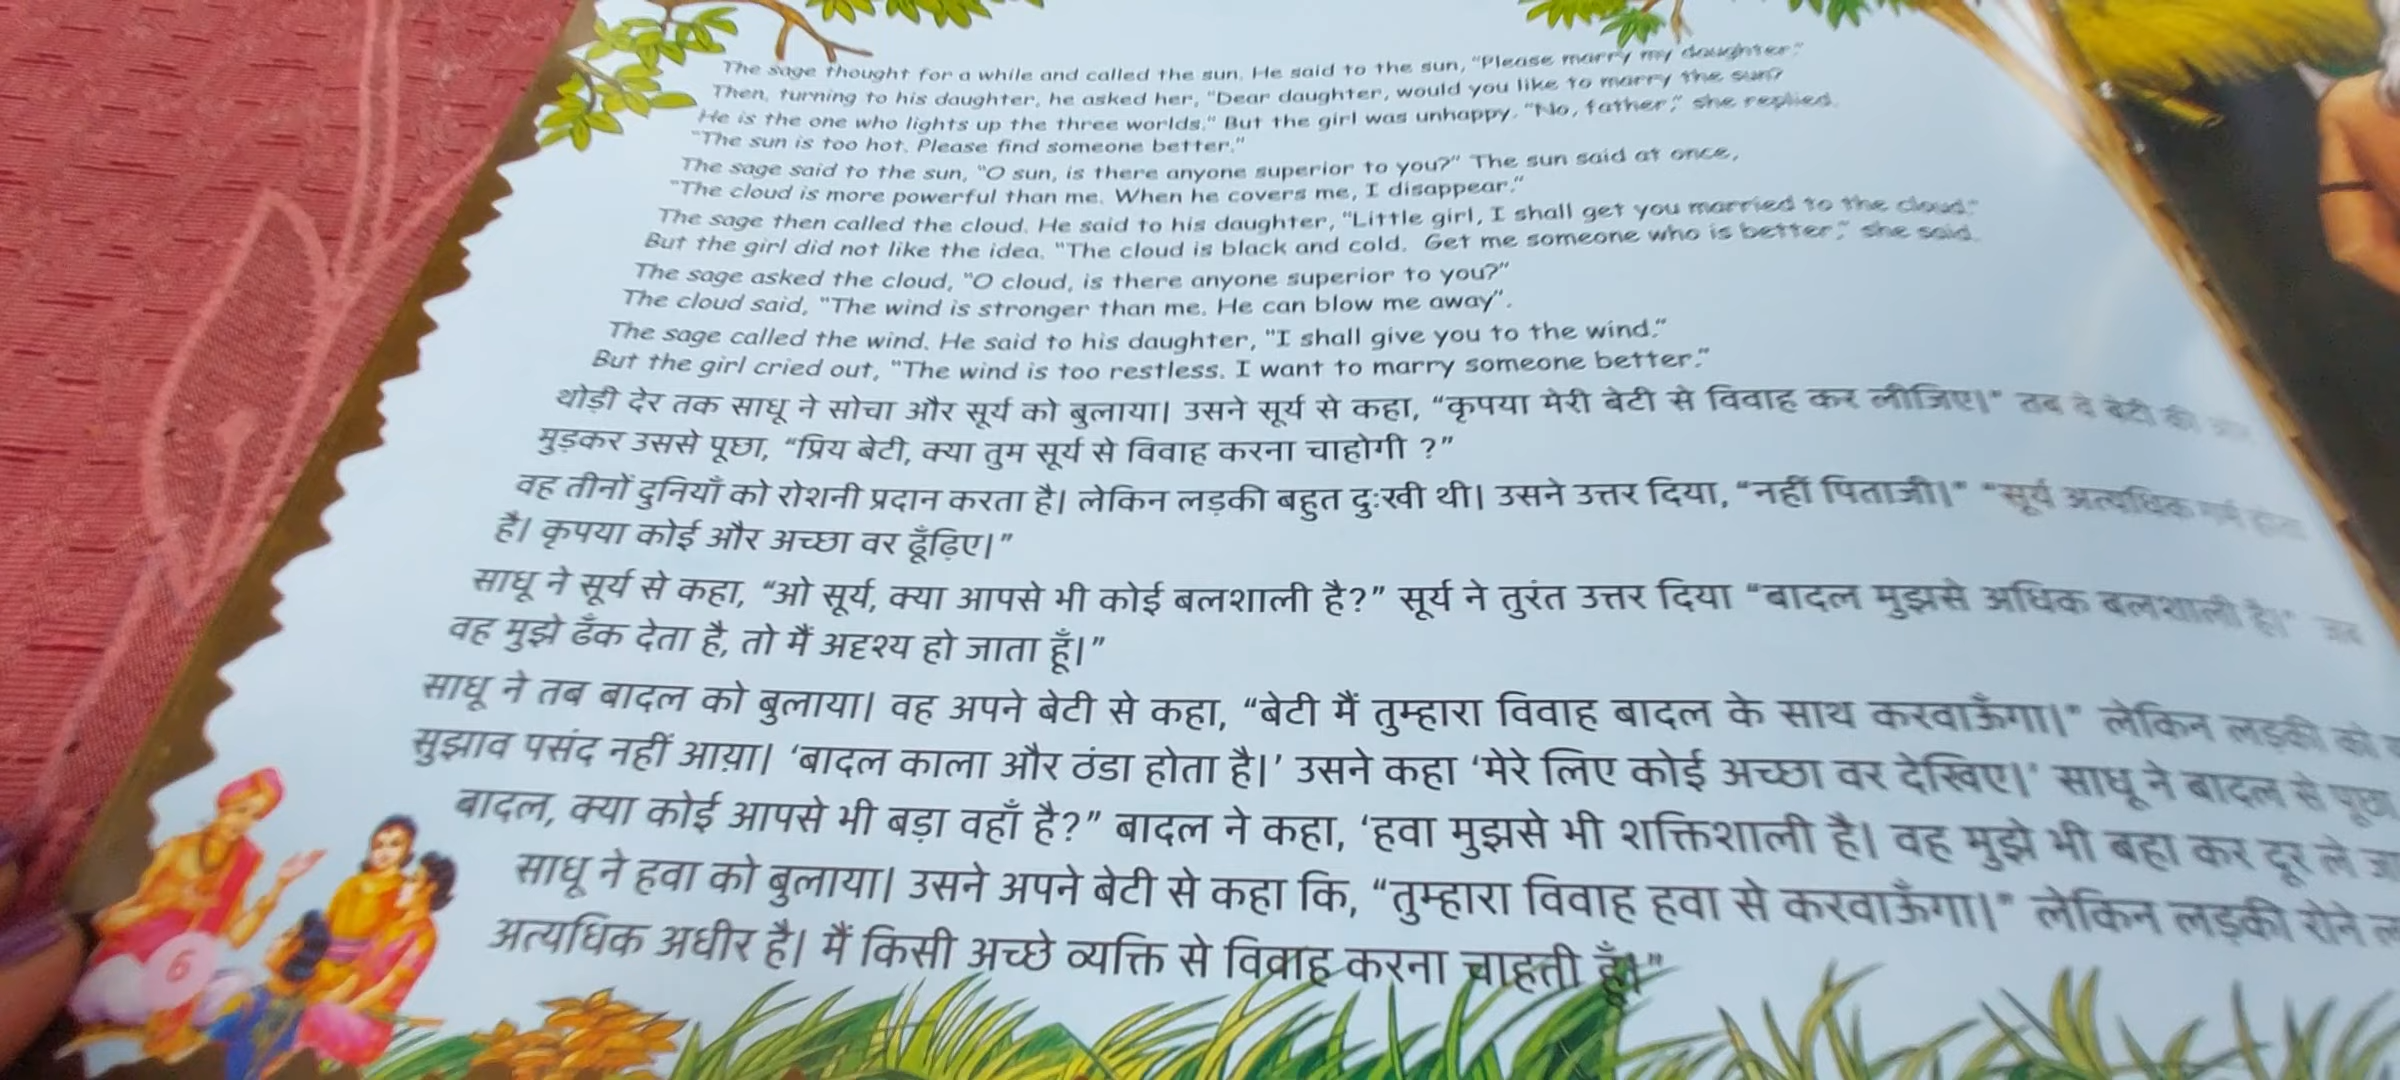 The sage thought for a while and called the sun. He said to the sun, "Please marry my daughter."
Then, turning to his daughter, he asked her, "Dear daughter, would you like to marry the sun?
He is the one who lights up the three worlds." But the girl was unhappy. "No, father," she replied.
"The sun is too hot. Please find someone better."
The sage said to the sun, "O sun, is there anyone superior to you?" The sun said at once,
"The cloud is more powerful than me. When he covers me, I disappear."
The sage then called the cloud. He said to his daughter, "Little girl, I shall get you married to the cloud."
But the girl did not like the idea. "The cloud is black and cold. Get me someone who is better," she said.
The sage asked the cloud, "O cloud, is there anyone superior to you?"
The cloud said, "The wind is stronger than me. He can blow me away".
The sage called the wind. He said to his daughter, "I shall give you to the wind."
But the girl cried out, "The wind is too restless. I want to marry someone better."
थोड़ी देर तक साधू ने सोचा और सूर्य को बुलाया। उसने सूर्य से कहा, “कृपया मेरी बेटी से विवाह कर लीजिए।” तब वे बेटी की
मुड़कर उससे पूछा, “प्रिय बेटी, क्या तुम सूर्य से विवाह करना चाहोगी ?”
वह तीनों दुनियाँ को रोशनी प्रदान करता है। लेकिन लड़की बहुत दुःखी थी। उसने उत्तर दिया, “नहीं पिताजी।” “सूर्य अत्यधिक गर्म होता
है। कृपया कोई और अच्छा वर ढूँढ़िए।”
साधू ने सूर्य से कहा, “ओ सूर्य, क्या आपसे भी कोई बलशाली है?” सूर्य ने तुरंत उत्तर दिया “बादल मुझसे अधिक बलशाली है।” जब
वह मुझे ढँक देता है, तो मैं अदृश्य हो जाता हूँ।”
साधू ने तब बादल को बुलाया। वह अपने बेटी से कहा, “बेटी मैं तुम्हारा विवाह बादल के साथ करवाऊँगा।” लेकिन लड़की को
सुझाव पसंद नहीं आय़ा। ‘बादल काला और ठंडा होता है।’ उसने कहा ‘मेरे लिए कोई अच्छा वर देखिए।’ साधू ने बादल से पूछा
बादल, क्या कोई आपसे भी बड़ा वहाँ है?” बादल ने कहा, ‘हवा मुझसे भी शक्तिशाली है। वह मुझे भी बहा कर दूर ले
साधू ने हवा को बुलाया। उसने अपने बेटी से कहा कि, “तुम्हारा विवाह हवा से करवाऊँगा।” लेकिन लड़की रोने
अत्यधिक अधीर है। मैं किसी अच्छे व्यक्ति से विवाह करना चाहती हूँ।”
6